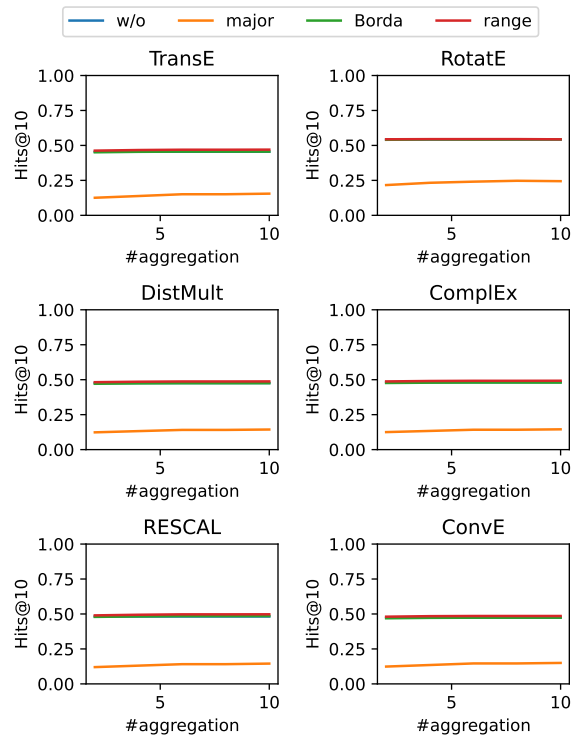 w/o major Borda range
TransE
1.00
0.75
0.50
0.25
0.00
Hits@10
5 10
#aggregation
RotatE
1.00
0.75
0.50
0.25
0.00
Hits@10
5 10
#aggregation
DistMult
1.00
0.75
0.50
0.25
0.00
Hits@10
5 10
#aggregation
ComplEx
1.00
0.75
0.50
0.25
0.00
Hits@10
5 10
#aggregation
RESCAL
1.00
0.75
0.50
0.25
0.00
Hits@10
5 10
#aggregation
ConvE
1.00
0.75
0.50
0.25
0.00
Hits@10
5 10
#aggregation